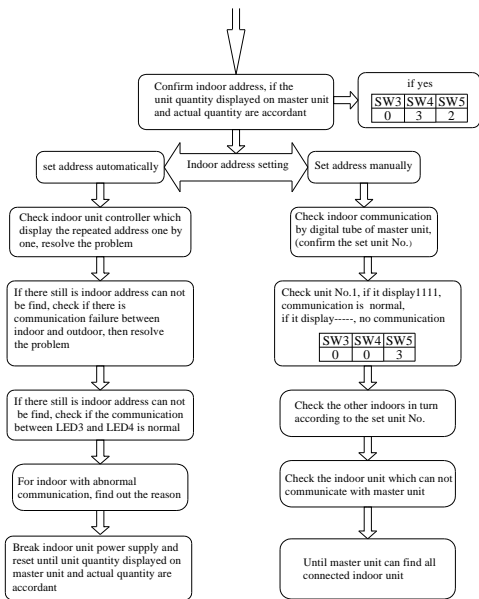 Confirm indoor address, if the
unit quantity displayed on master unit
and actual quantity are accordant
if yes
SW3 SW4 SW5
0 3 2
set address automatically
Indoor address setting
Set address manually
Check indoor unit controller which
display the repeated address one by
one, resolve the problem
If there still is indoor address can not
be find, check if there is
communication failure between
indoor and outdoor, then resolve
the problem
If there still is indoor address can not
be find, check if the communication
between LED3 and LED4 is normal
For indoor with abnormal
communication, find out the reason
Break indoor unit power supply and
reset until unit quantity displayed on
master unit and actual quantity are
accordant
Check indoor communication
by digital tube of master unit,
(confirm the set unit No.)
Check unit No.1, if it display1111,
communication is normal,
if it display-----, no communication
SW3 SW4 SW5
0 0 3
Check the other indoors in turn
according to the set unit No.
Check the indoor unit which can not
communicate with master unit
Until master unit can find all
connected indoor unit